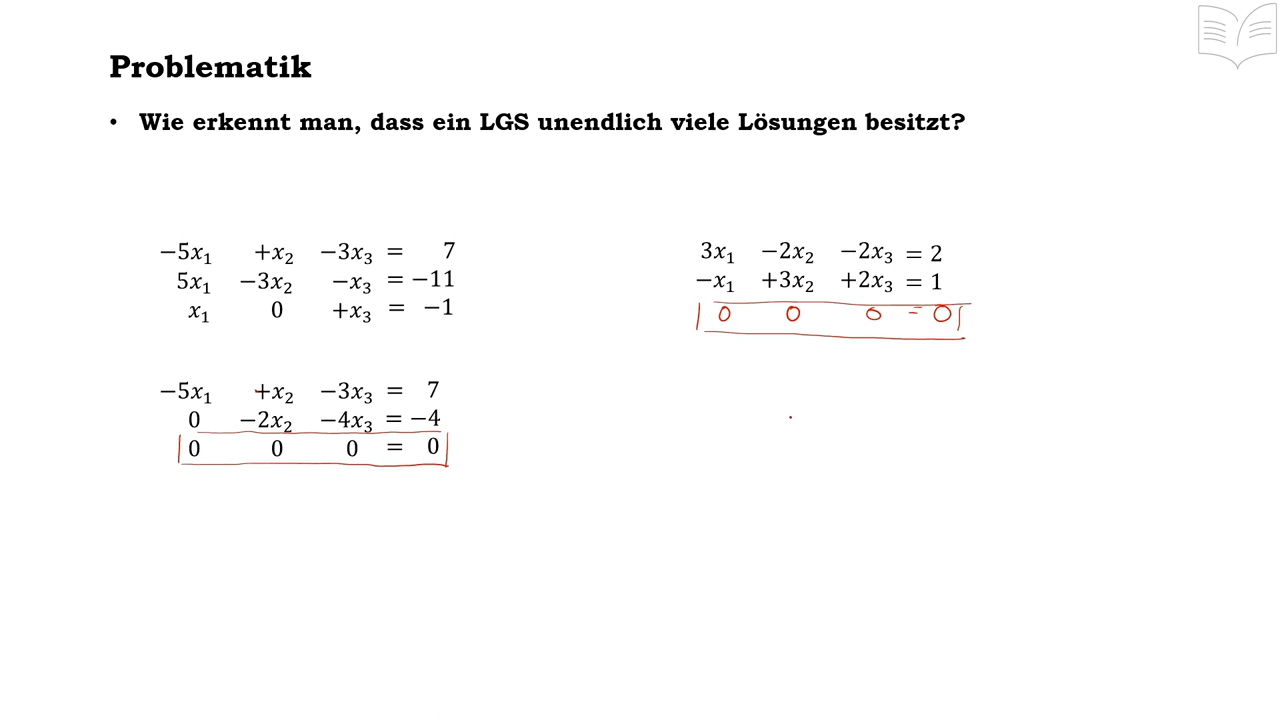 Problematik
• Wie erkennt man, dass ein LGS unendlich viele Lösungen besitzt?
−5x₁ +x₂ −3x₃ = 7
5x₁ −3x₂ −x₃ = −11
x₁ 0 +x₃ = −1
−5x₁ +x₂ −3x₃ = 7
0 −2x₂ −4x₃ = −4
0 0 0 = 0
3x₁ −2x₂ −2x₃ = 2
−x₁ +3x₂ +2x₃ = 1
0 0 0 = 0